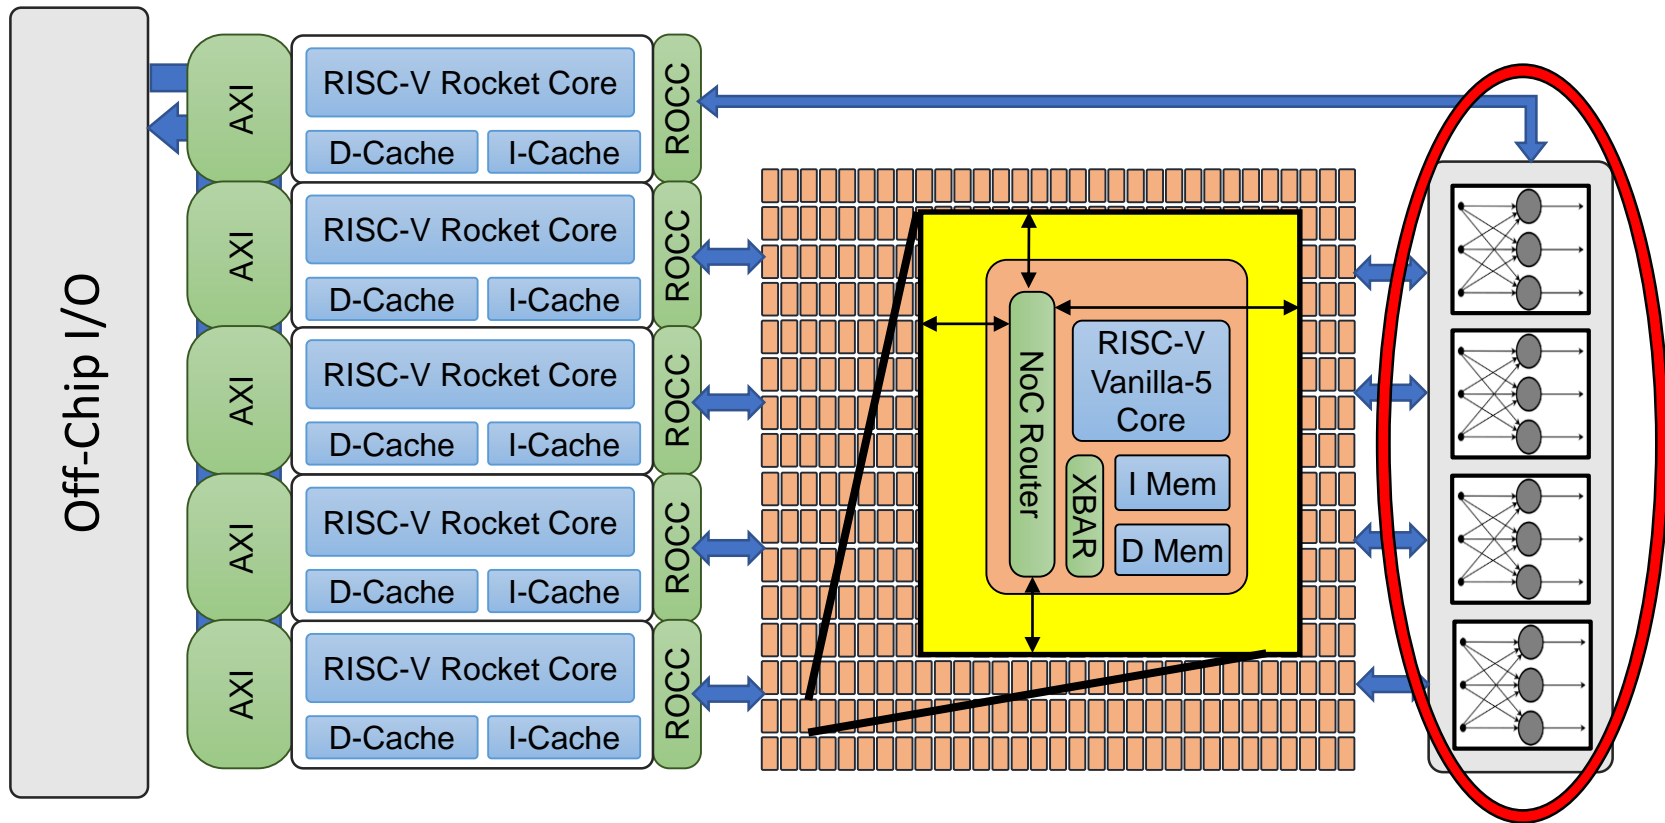 Off-Chip I/O
AXI
RISC-V Rocket Core
D-Cache
I-Cache
ROCC
AXI
RISC-V Rocket Core
D-Cache
I-Cache
ROCC
AXI
RISC-V Rocket Core
D-Cache
I-Cache
ROCC
AXI
RISC-V Rocket Core
D-Cache
I-Cache
ROCC
AXI
RISC-V Rocket Core
D-Cache
I-Cache
ROCC
NoC Router
RISC-V
Vanilla-5
Core
XBAR
I Mem
D Mem